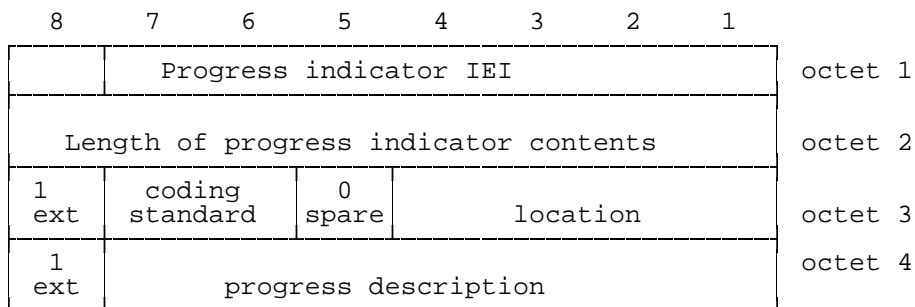 8 7 6 5 4 3 2 1
Progress indicator IEI octet 1
Length of progress indicator contents octet 2
1 coding 0
ext standard spare location octet 3
1 octet 4
ext progress description